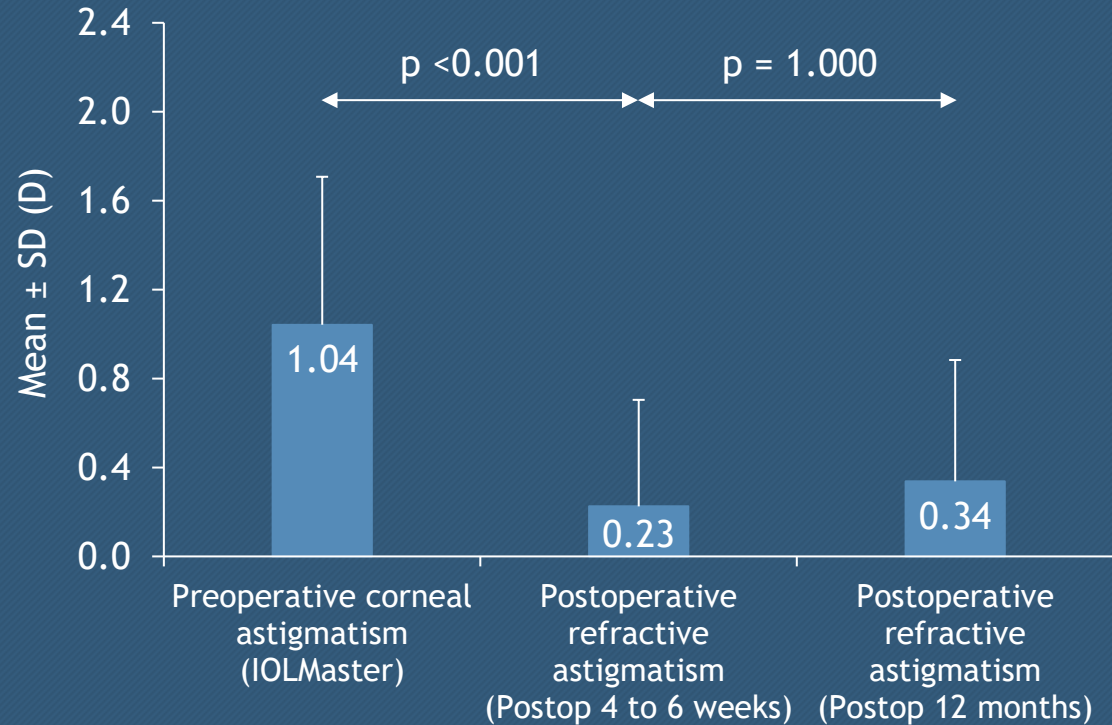 2.4
2.0
1.6
1.2
0.8
0.4
0.0
Mean ± SD (D)
p <0.001
p = 1.000
1.04
0.23
0.34
Preoperative corneal
astigmatism
(IOLMaster)
Postoperative
refractive
astigmatism
(Postop 4 to 6 weeks)
Postoperative
refractive
astigmatism
(Postop 12 months)